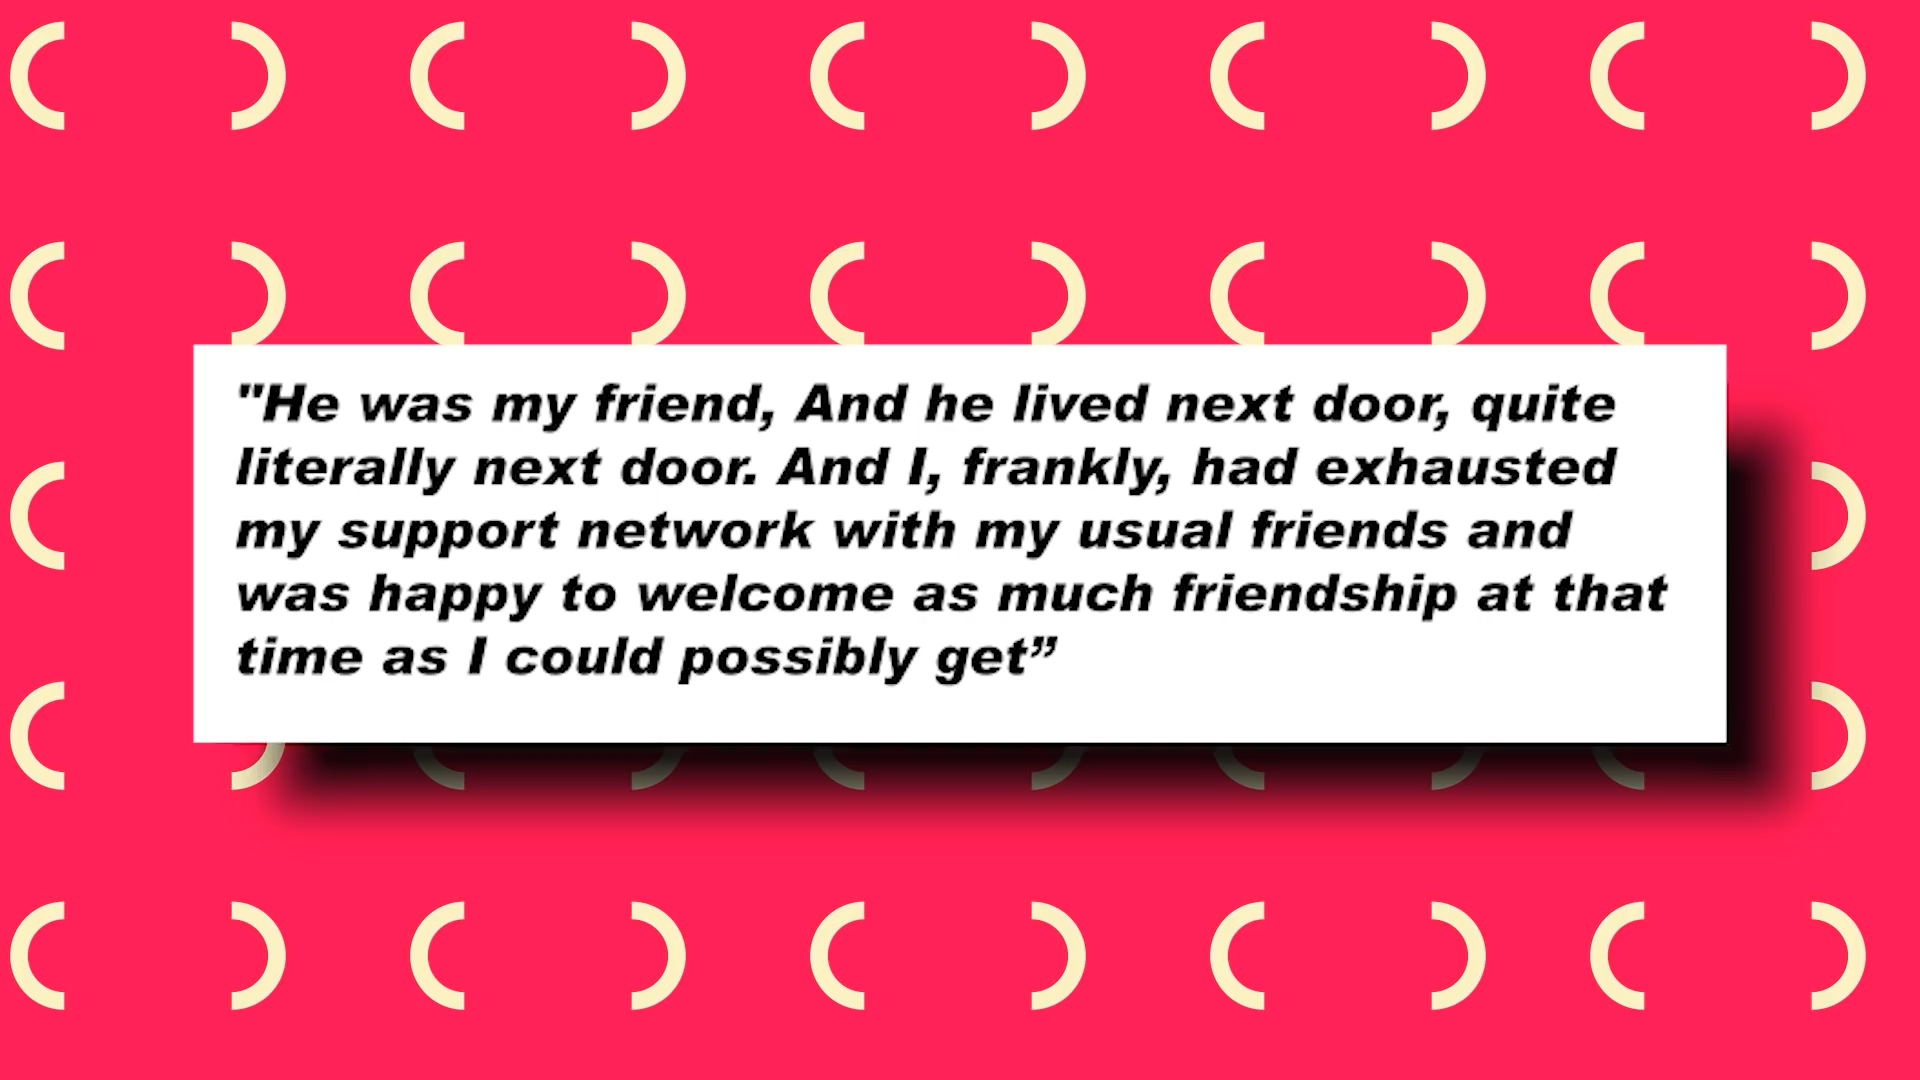 "He was my friend, And he lived next door, quite
literally next door. And I, frankly, had exhausted
my support network with my usual friends and
was happy to welcome as much friendship at that
time as I could possibly get”